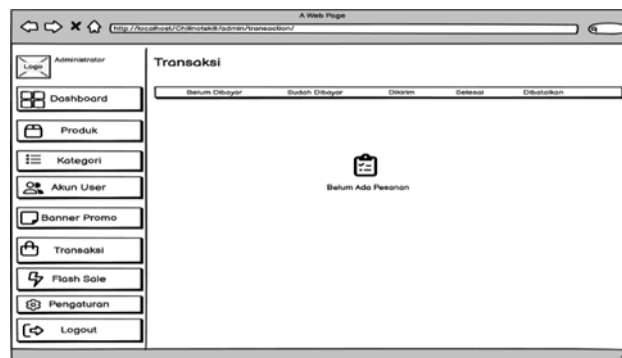 A Web Page
http://localhost/Chillnotskill/admin/transaction/
Logo
Administrator
Transaksi
Dashboard
Produk
Kategori
Akun User
Banner Promo
Transaksi
Flash Sale
Pengaturan
Logout
Belum Dibayar
Sudah Dibayar
Dikirim
Selesai
Dibatalkan
Belum Ada Pesanan